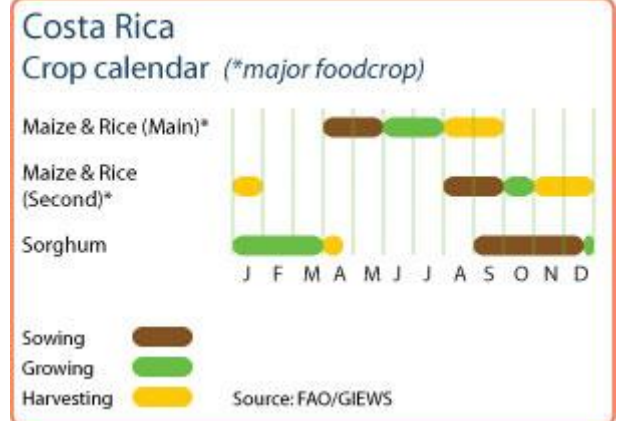 Costa Rica
Crop calendar (*major foodcrop)
Maize & Rice (Main)*
Maize & Rice
(Second)*
Sorghum
J F M A M J J A S O N D
Sowing
Growing
Harvesting
Source: FAO/GIEWS